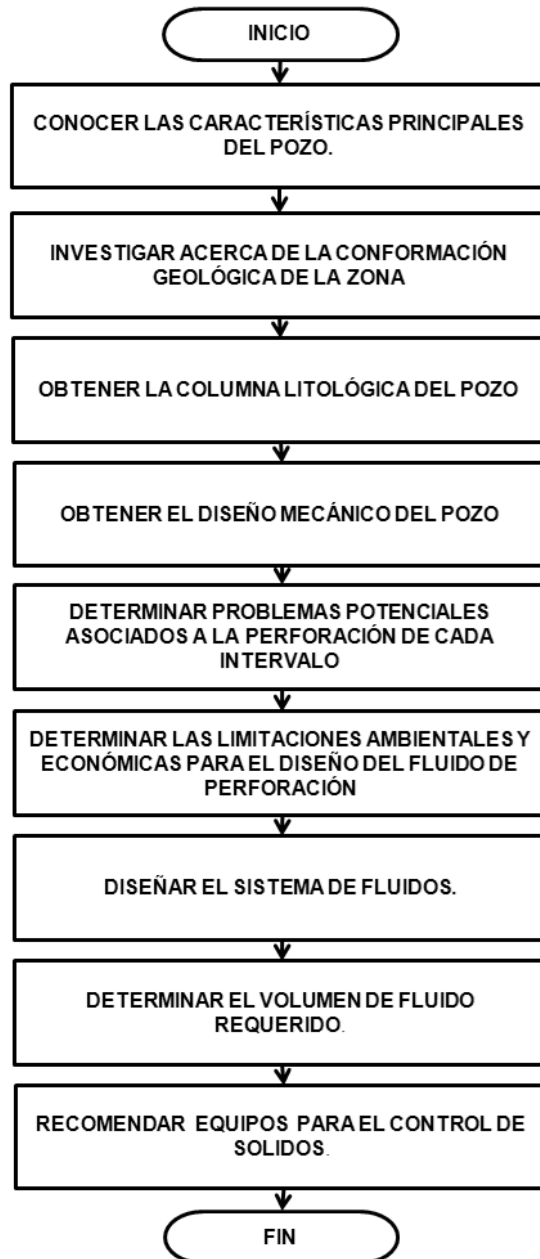 INICIO
CONOCER LAS CARACTERÍSTICAS PRINCIPALES
DEL POZO.
INVESTIGAR ACERCA DE LA CONFORMACIÓN
GEOLÓGICA DE LA ZONA
OBTENER LA COLUMNA LITOLÓGICA DEL POZO
OBTENER EL DISEÑO MECÁNICO DEL POZO
DETERMINAR PROBLEMAS POTENCIALES
ASOCIADOS A LA PERFORACIÓN DE CADA
INTERVALO
DETERMINAR LAS LIMITACIONES AMBIENTALES Y
ECONÓMICAS PARA EL DISEÑO DEL FLUIDO DE
PERFORACIÓN
DISEÑAR EL SISTEMA DE FLUIDOS.
DETERMINAR EL VOLUMEN DE FLUIDO
REQUERIDO.
RECOMENDAR EQUIPOS PARA EL CONTROL DE
SOLIDOS.
FIN